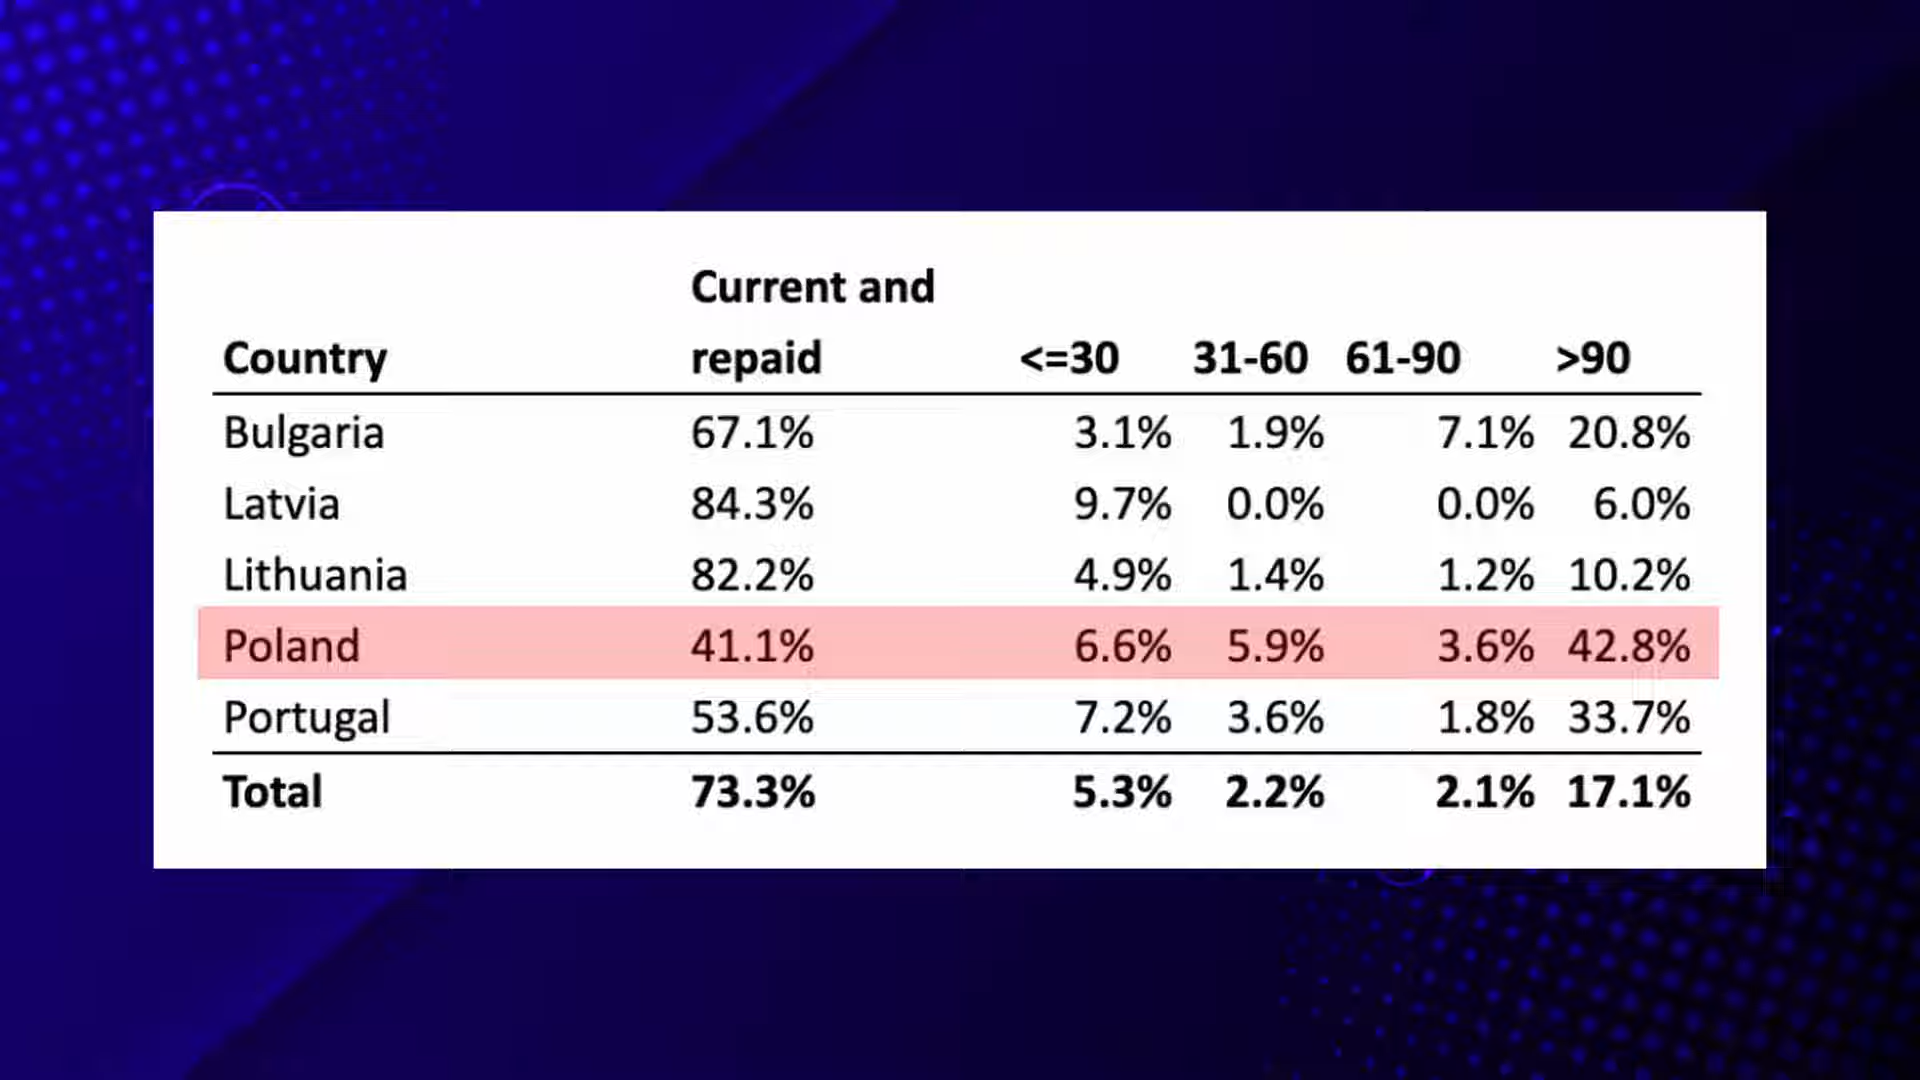 Current and
Country repaid <=30 31-60 61-90 >90
Bulgaria 67.1% 3.1% 1.9% 7.1% 20.8%
Latvia 84.3% 9.7% 0.0% 0.0% 6.0%
Lithuania 82.2% 4.9% 1.4% 1.2% 10.2%
Poland 41.1% 6.6% 5.9% 3.6% 42.8%
Portugal 53.6% 7.2% 3.6% 1.8% 33.7%
Total 73.3% 5.3% 2.2% 2.1% 17.1%